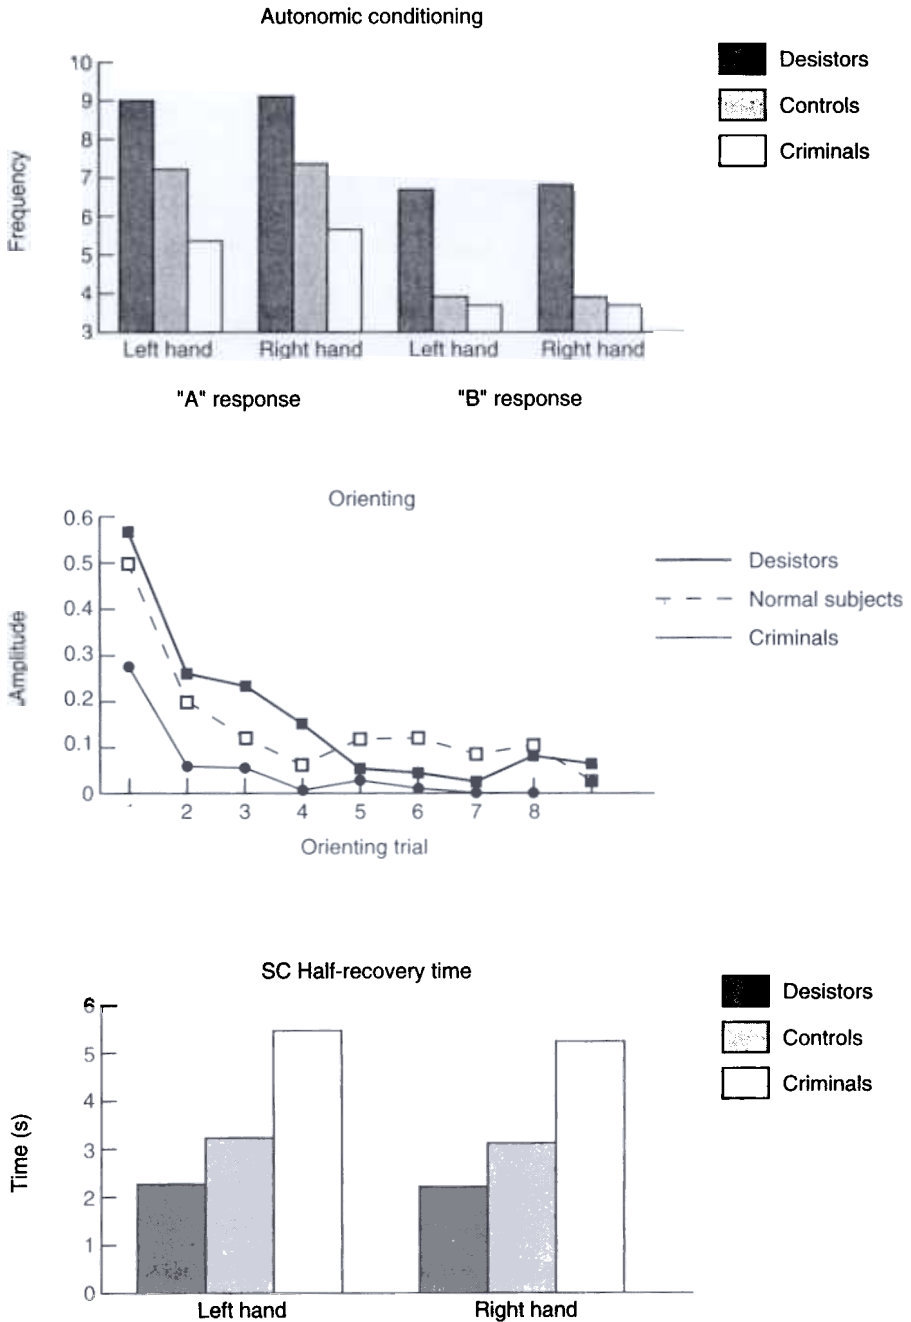 Autonomic conditioning
Desistors
Controls
Criminals
Frequency
10
9
8
7
6
5
4
3
Left hand Right hand Left hand Right hand
"A" response "B" response
Orienting
Desistors
Normal subjects
Criminals
Amplitude
0.6
0.5
0.4
0.3
0.2
0.1
0
2 3 4 5 6 7 8
Orienting trial
SC Half-recovery time
Desistors
Controls
Criminals
Time (s)
6
5
4
3
2
1
0
Left hand Right hand